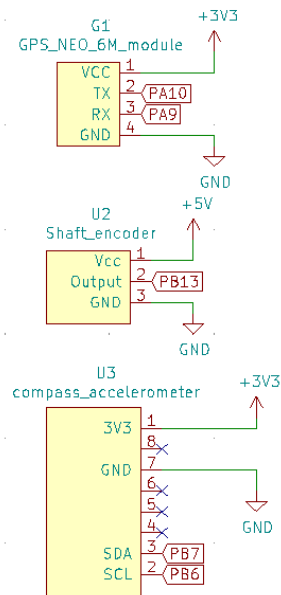 G1
GPS_NEO_6M_module
+3V3
VCC 1
TX 2 PA10
RX 3 PA9
GND 4
GND
U2
Shaft_encoder
+5V
Vcc 1
Output 2 PB13
GND 3
GND
U3
compass_accelerometer
+3V3
3V3 1
8
GND 7
6
5
4
GND
SDA 3 PB7
SCL 2 PB6